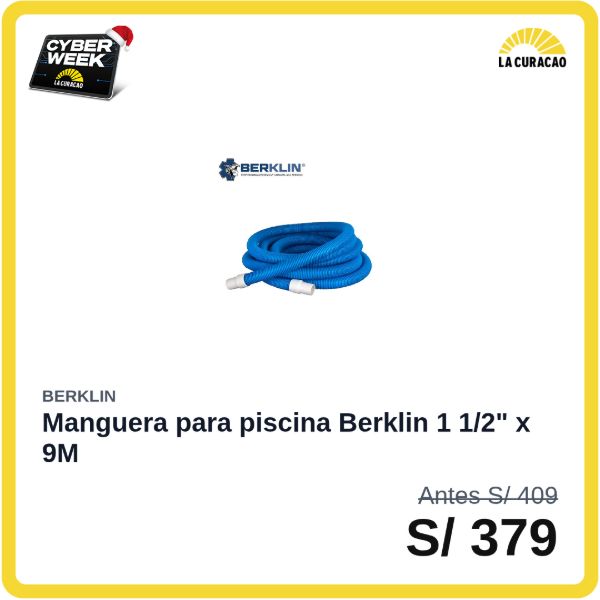 CYBER
WEEK
LA CURACAO
LA CURACAO
BERKLIN®
BERKLIN
Manguera para piscina Berklin 1 1/2" x
9M
Antes S/ 409
S/ 379